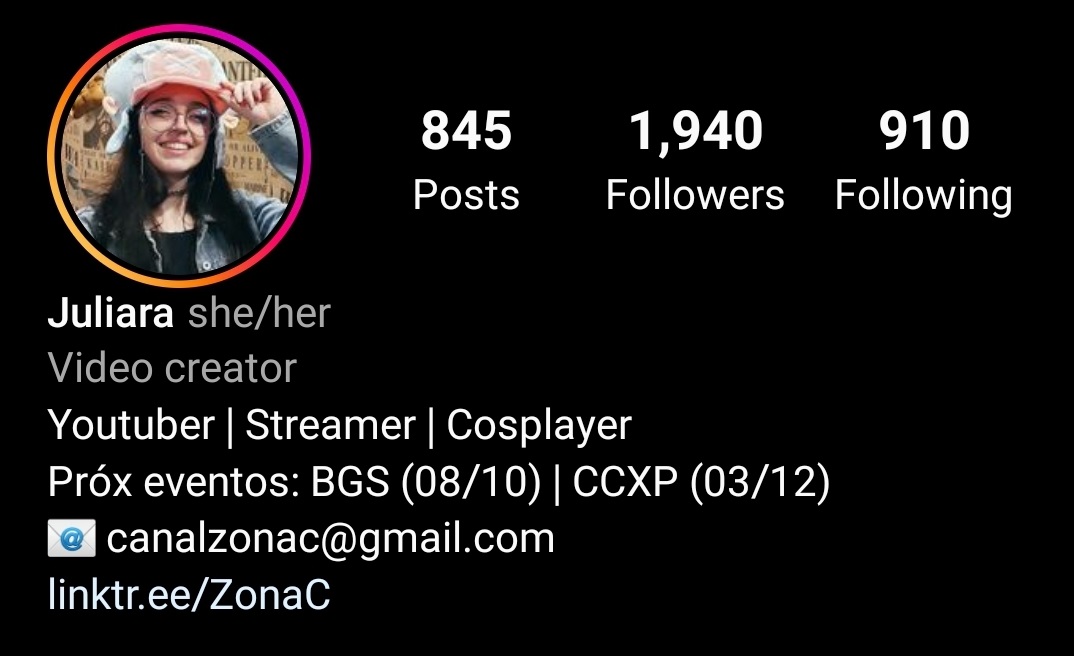 845 1,940 910
Posts Followers Following
Juliara she/her
Video creator
Youtuber | Streamer | Cosplayer
Próx eventos: BGS (08/10) | CCXP (03/12)
canalzonac@gmail.com
linktr.ee/ZonaC